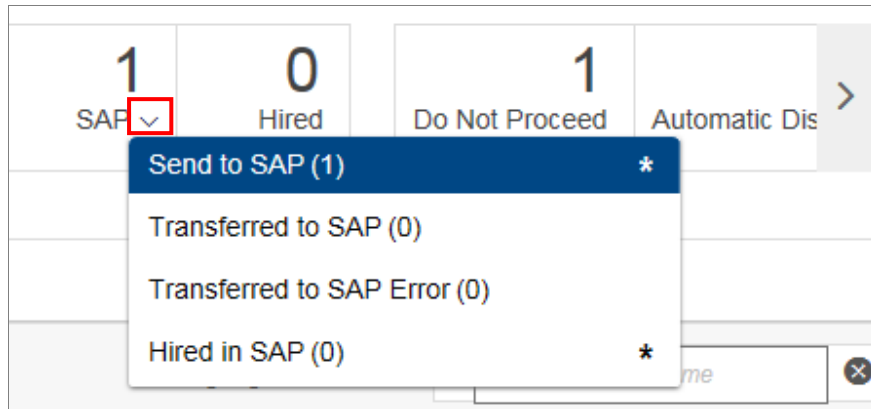 1 0 1
SAP Hired Do Not Proceed Automatic Dis
Send to SAP (1) *
Transferred to SAP (0)
Transferred to SAP Error (0)
Hired in SAP (0) *
me